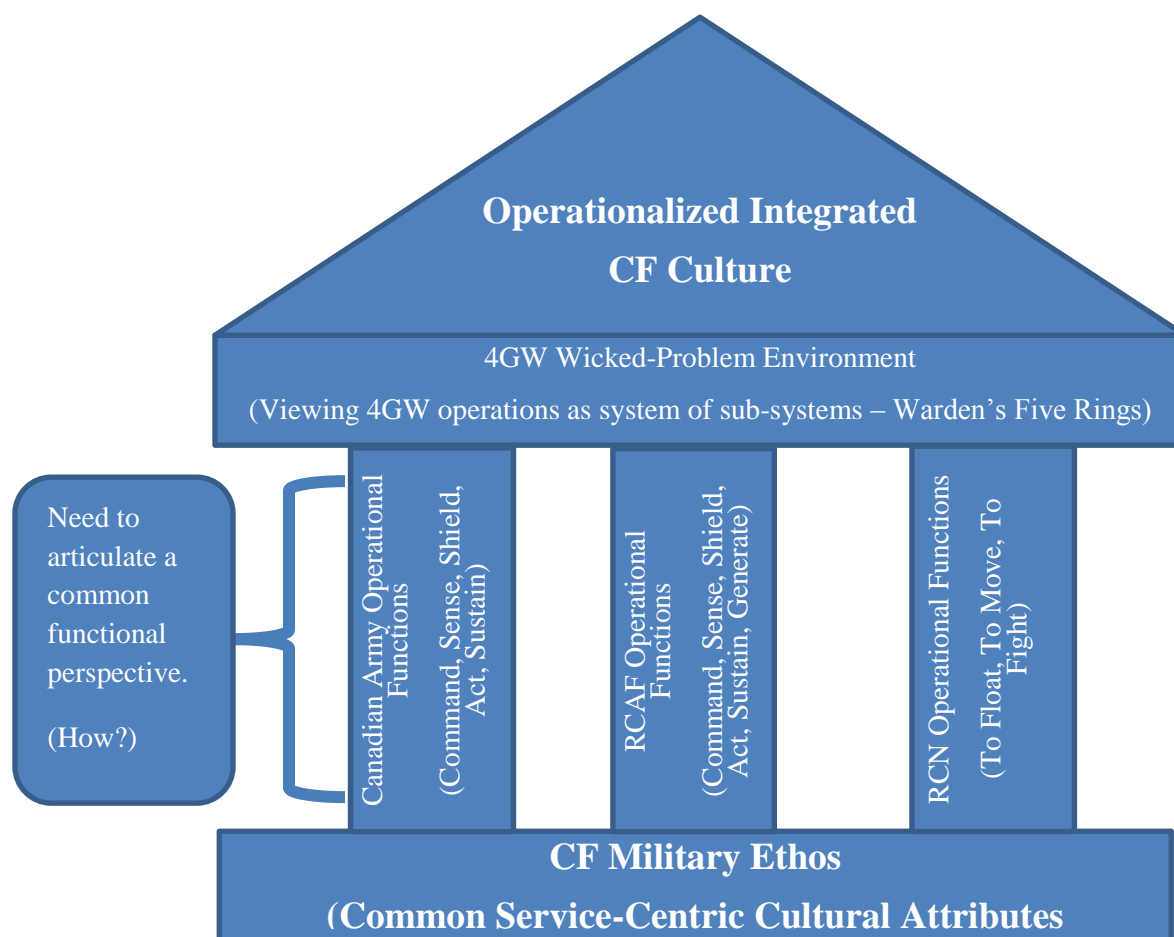 Operationalized Integrated
CF Culture
4GW Wicked-Problem Environment
(Viewing 4GW operations as system of sub-systems – Warden's Five Rings)
Need to
articulate a
common
functional
perspective.
(How?)
Canadian Army Operational
Functions
(Command, Sense, Shield,
Act, Sustain)
RCAF Operational
Functions
(Command, Sense, Shield,
Act, Sustain, Generate)
RCN Operational Functions
(To Float, To Move, To
Fight)
CF Military Ethos
(Common Service-Centric Cultural Attributes